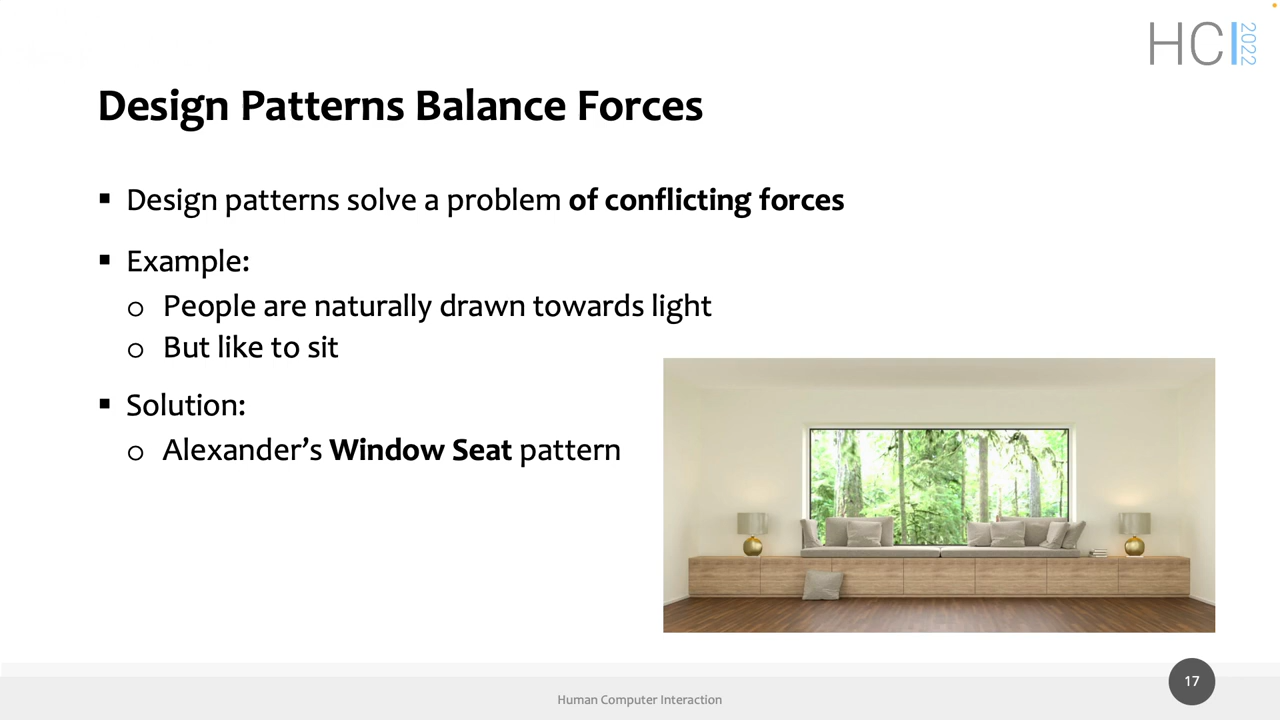 HCI 2022
Design Patterns Balance Forces
▪ Design patterns solve a problem of conflicting forces
▪ Example:
o People are naturally drawn towards light
o But like to sit
▪ Solution:
o Alexander’s Window Seat pattern
17
Human Computer Interaction